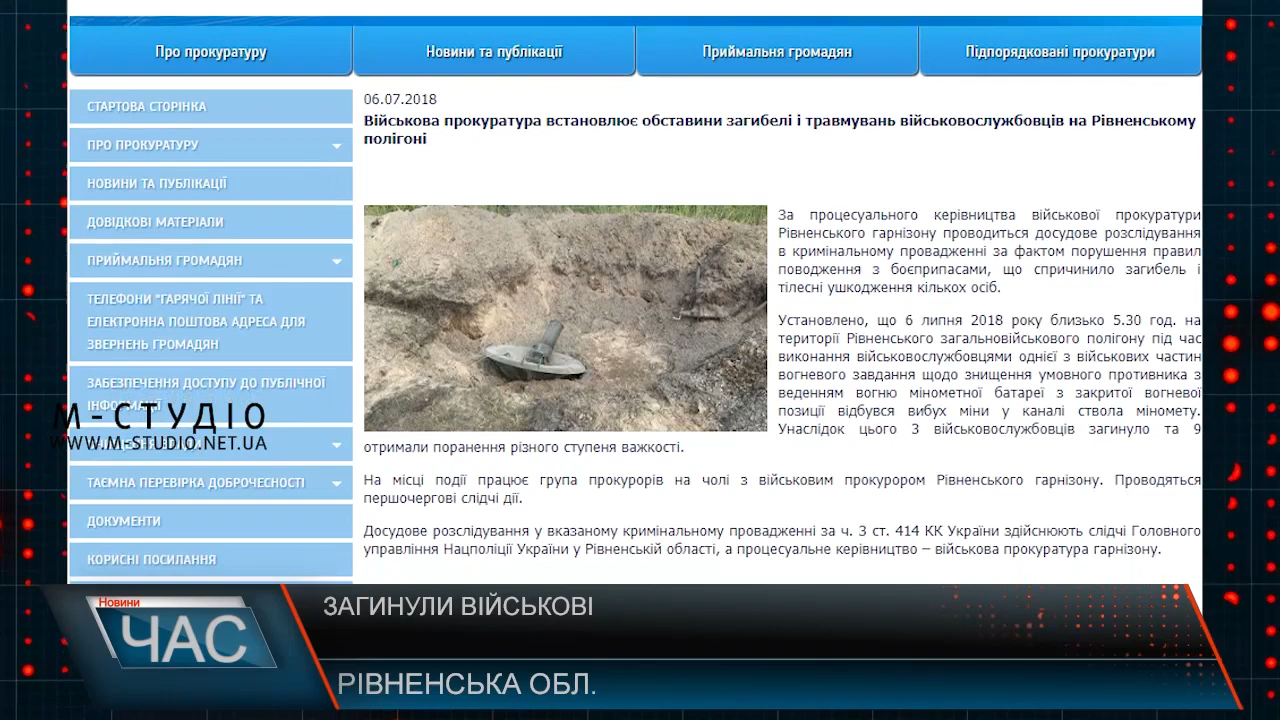 Про прокуратуру
Новини та публікації
Приймальня громадян
Підпорядковані прокуратури
СТАРТОВА СТОРІНКА
ПРО ПРОКУРАТУРУ
НОВИНИ ТА ПУБЛІКАЦІЇ
ДОВІДКОВІ МАТЕРІАЛИ
ПРИЙМАЛЬНЯ ГРОМАДЯН
ТЕЛЕФОНИ "ГАРЯЧОЇ ЛІНІЇ" ТА
ЕЛЕКТРОННА ПОШТОВА АДРЕСА ДЛЯ
ЗВЕРНЕНЬ ГРОМАДЯН
ЗАБЕЗПЕЧЕННЯ ДОСТУПУ ДО ПУБЛІЧНОЇ
ІНФОРМАЦІЇ
М-СТУДІО
WWW.M-STUDIO.NET.UA
ТАЄМНА ПЕРЕВІРКА ДОБРОЧЕСНОСТІ
ДОКУМЕНТИ
КОРИСНІ ПОСИЛАННЯ
06.07.2018
Військова прокуратура встановлює обставини загибелі і травмувань військовослужбовців на Рівненському
полігоні
За процесуального керівництва військової прокуратури
Рівненського гарнізону проводиться досудове розслідування
в кримінальному провадженні за фактом порушення правил
поводження з боєприпасами, що спричинило загибель і
тілесні ушкодження кількох осіб.
Установлено, що 6 липня 2018 року близько 5.30 год. на
території Рівненського загальновійськового полігону під час
виконання військовослужбовцями однієї з військових частин
вогневого завдання щодо знищення умовного противника з
веденням вогню мінометної батареї з закритої вогневої
позиції відбувся вибух міни у каналі ствола міномету.
Унаслідок цього 3 військовослужбовців загинуло та 9
отримали поранення різного ступеня важкості.
На місці події працює група прокурорів на чолі з військовим прокурором Рівненського гарнізону. Проводяться
першочергові слідчі дії.
Досудове розслідування у вказаному кримінальному провадженні за ч. 3 ст. 414 КК України здійснюють слідчі Головного
управління Нацполіції України у Рівненській області, а процесуальне керівництво – військова прокуратура гарнізону.
Новини
ЧАС
ЗАГИНУЛИ ВІЙСЬКОВІ
РІВНЕНСЬКА ОБЛ.